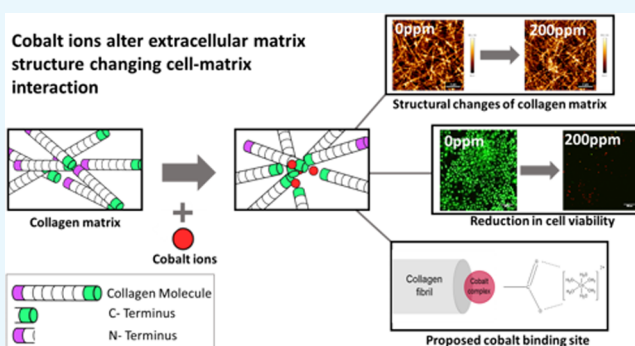 Cobalt ions alter extracellular matrix
structure changing cell-matrix
interaction
0ppm
200ppm
Structural changes of collagen matrix
0ppm
200ppm
Reduction in cell viability
Collagen matrix
Cobalt ions
Collagen Molecule
C- Terminus
N- Terminus
Collagen
fibril
Cobalt
complex
Proposed cobalt binding site